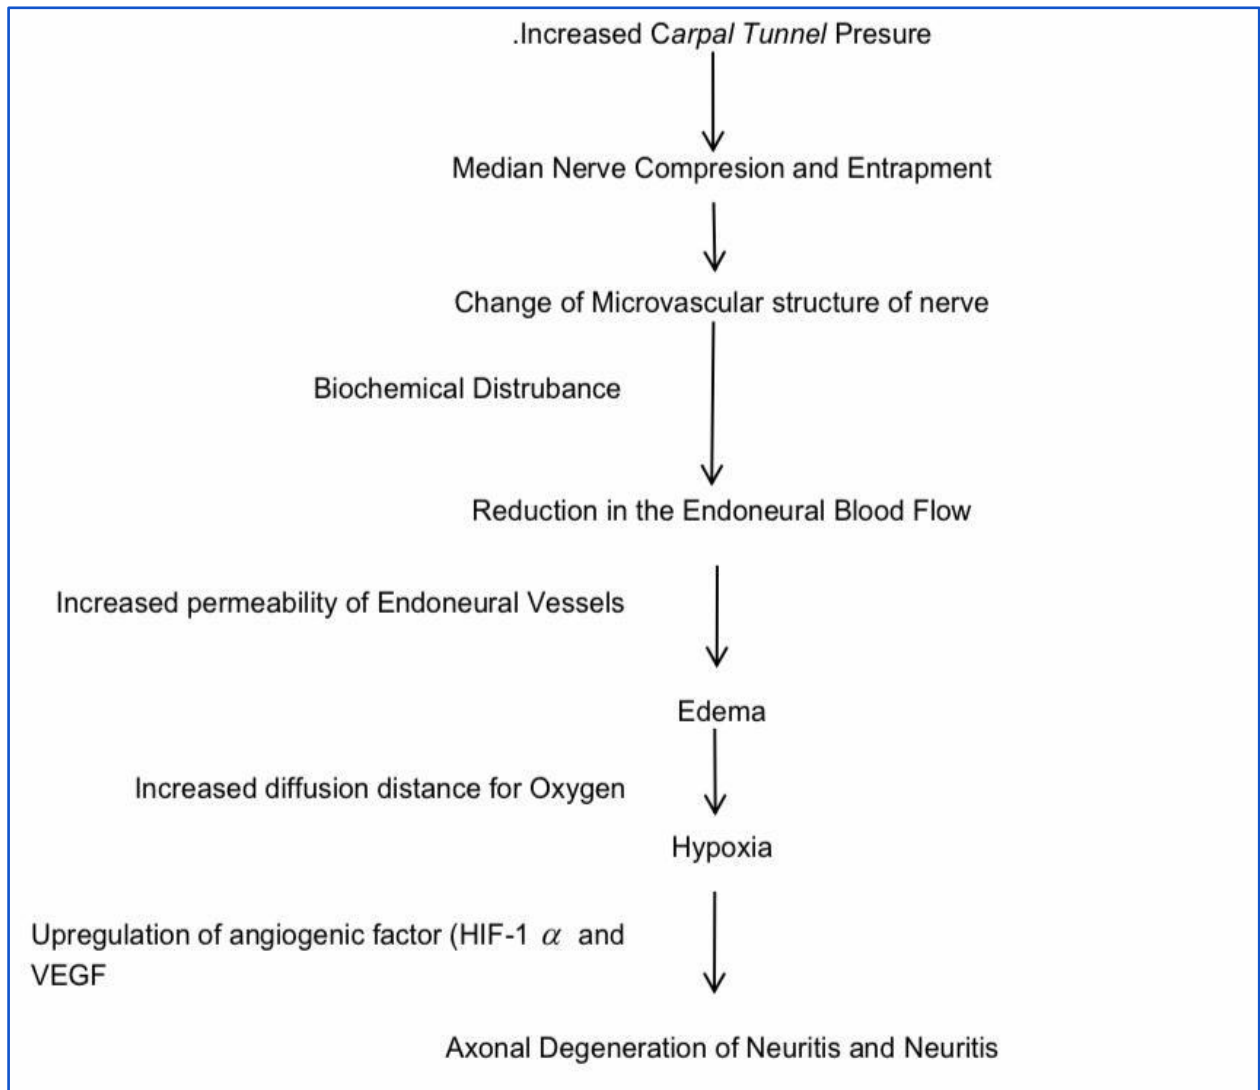 .Increased Carpal Tunnel Presure
Median Nerve Compresion and Entrapment
Change of Microvascular structure of nerve
Biochemical Distrubance
Reduction in the Endoneural Blood Flow
Increased permeability of Endoneural Vessels
Edema
Increased diffusion distance for Oxygen
Hypoxia
Upregulation of angiogenic factor (HIF-1 α and
VEGF
Axonal Degeneration of Neuritis and Neuritis